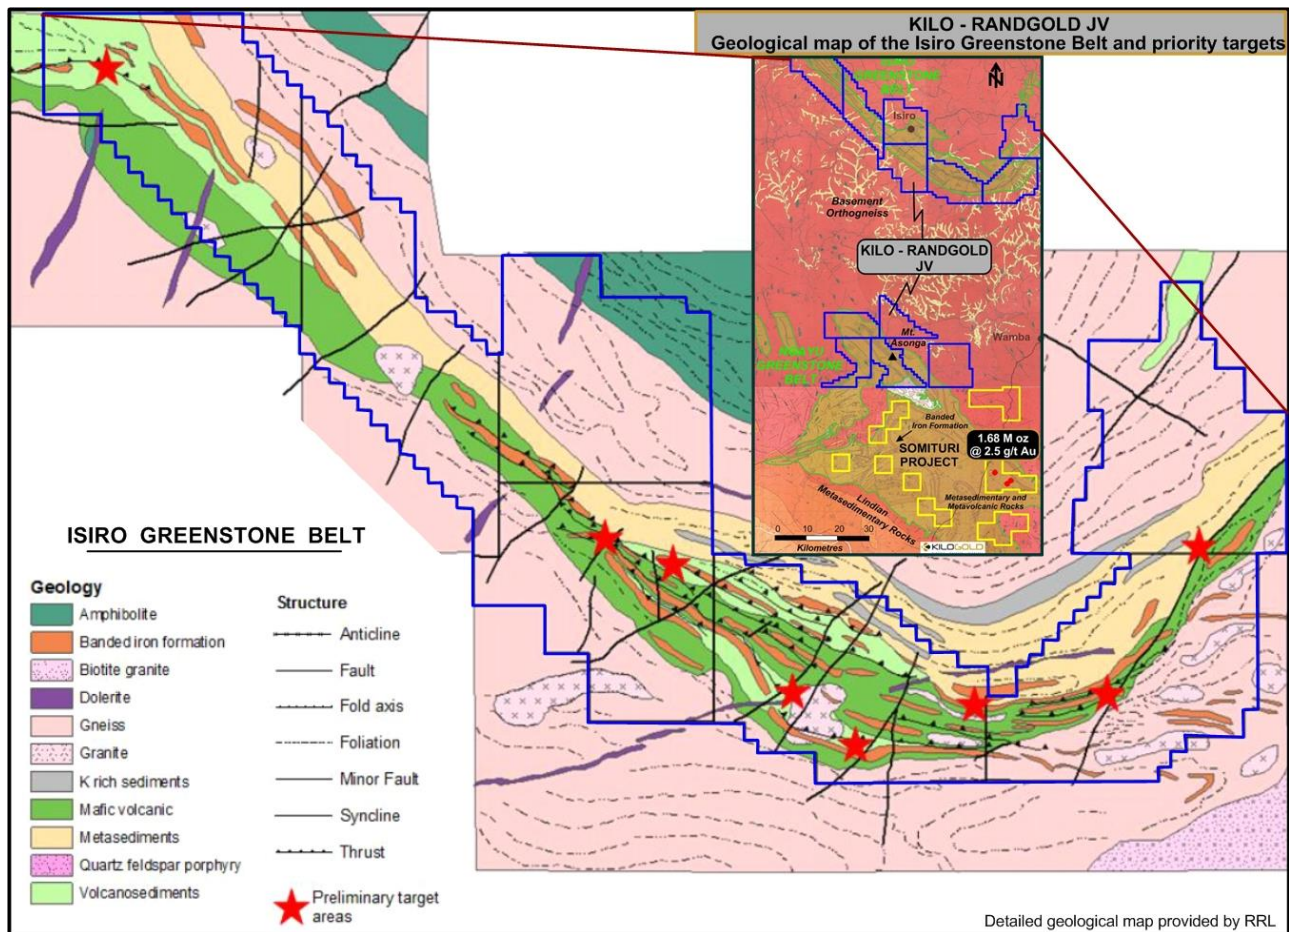 KILO - RANDGOLD JV
Geological map of the Isiro Greenstone Belt and priority targets
GREENSTONE
BELT
N
Isiro
Basement
Orthogneiss
KILO - RANDGOLD
JV
Mt.
Asonga
Wamba
GREENSTONE
BELT
Banded
Iron Formation
1.68 M oz
@ 2.5 g/t Au
SOMITURI
PROJECT
Metasedimentary and
Metavolcanic Rocks
Lindian
Metasedimentary Rocks
0 10 20 30
Kilometres
KILOGOLD
ISIRO GREENSTONE BELT
Geology
Amphibolite
Banded iron formation
Biotite granite
Dolerite
Gneiss
Granite
K rich sediments
Mafic volcanic
Metasediments
Quartz feldspar porphyry
Volcanosediments
Structure
Anticline
Fault
Fold axis
Foliation
Minor Fault
Syncline
Thrust
Preliminary target
areas
Detailed geological map provided by RRL